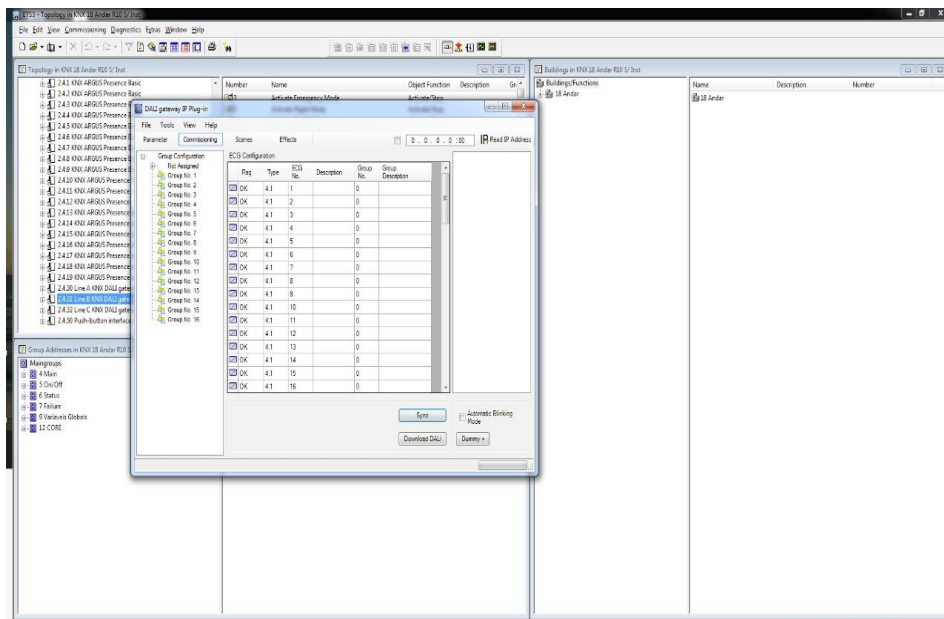 ETS3 - Topology in KNX 18 Andar R10 S/ Inst
File Edit View Commissioning Diagnostics Extras Window Help
Topology in KNX 18 Andar R10 S/ Inst
2.4.1 KNX ARGUS Presence Basic
2.4.2 KNX ARGUS Presence Basic
2.4.3 KNX ARGUS Presence
2.4.4 KNX ARGUS Presence
2.4.5 KNX ARGUS Presence
2.4.6 KNX ARGUS Presence
2.4.7 KNX ARGUS Presence
2.4.8 KNX ARGUS Presence
2.4.9 KNX ARGUS Presence
2.4.10 KNX ARGUS Presence
2.4.11 KNX ARGUS Presence
2.4.12 KNX ARGUS Presence
2.4.13 KNX ARGUS Presence
2.4.14 KNX ARGUS Presence
2.4.15 KNX ARGUS Presence
2.4.16 KNX ARGUS Presence
2.4.17 KNX ARGUS Presence
2.4.18 KNX ARGUS Presence
2.4.19 KNX ARGUS Presence
2.4.30 Line A KNX DALI gate
2.4.31 Line B KNX DALI gate
2.4.32 Line C KNX DALI gate
2.4.50 Push-button interface
Number Name Object Function Description
Activate Emergency Mode Activate/Stop
DALI gateway IP Plug-in
File Tools View Help
Parameter Commissioning Scenes Effects 0 . 0 . 0 . 0 :80 Read IP Address
Group Configuration
Not Assigned
Group No. 1
Group No. 2
Group No. 3
Group No. 4
Group No. 5
Group No. 6
Group No. 7
Group No. 8
Group No. 9
Group No. 10
Group No. 11
Group No. 12
Group No. 13
Group No. 14
Group No. 15
Group No. 16
ECG Configuration
Flag Type ECG No. Description Group No. Group Description
OK 4.1 1 0
OK 4.1 2 0
OK 4.1 3 0
OK 4.1 4 0
OK 4.1 5 0
OK 4.1 6 0
OK 4.1 7 0
OK 4.1 8 0
OK 4.1 9 0
OK 4.1 10 0
OK 4.1 11 0
OK 4.1 12 0
OK 4.1 13 0
OK 4.1 14 0
OK 4.1 15 0
OK 4.1 16 0
Sync Automatic Blinking Mode
Download DALI Dummy
Group Addresses in KNX 18 Andar R10 S
Maingroups
4 Main
5 On/Off
6 Status
7 Failure
9 Variaveis Globais
12 CORE
Buildings in KNX 18 Andar R10 S/ Inst
Buildings/Functions
18 Andar
Name Description Number
18 Andar